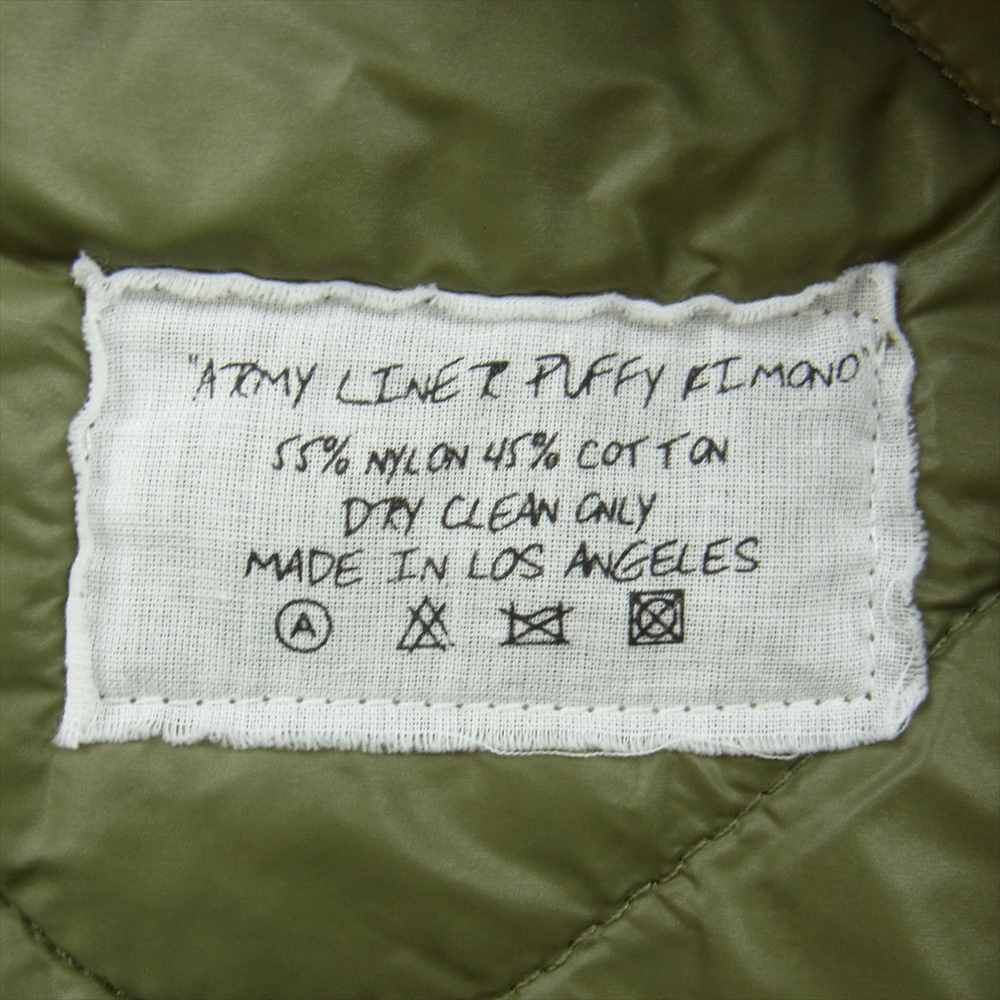 "ARMY LINER PUFFY KIMONO"
55% NYLON 45% COTTON
DRY CLEAN ONLY
MADE IN LOS ANGELES
A